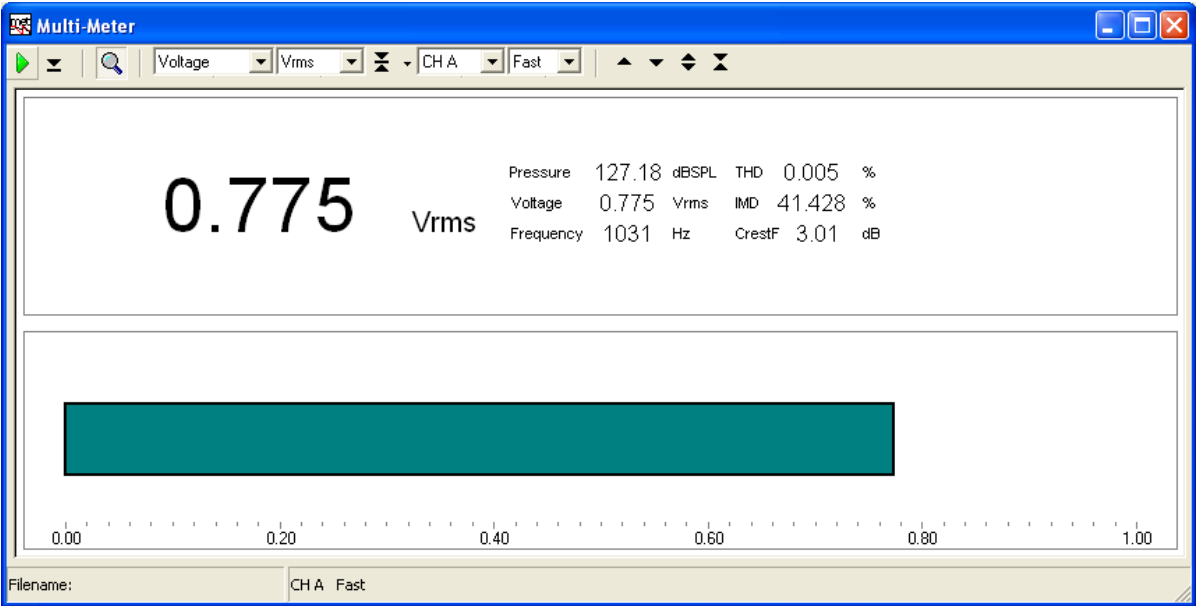 Multi-Meter
Voltage Vrms CH A Fast
0.775 Vrms
Pressure 127.18 dBSPL THD 0.005 %
Voltage 0.775 Vrms IMD 41.428 %
Frequency 1031 Hz CrestF 3.01 dB
0.00 0.20 0.40 0.60 0.80 1.00
Filename: CH A Fast